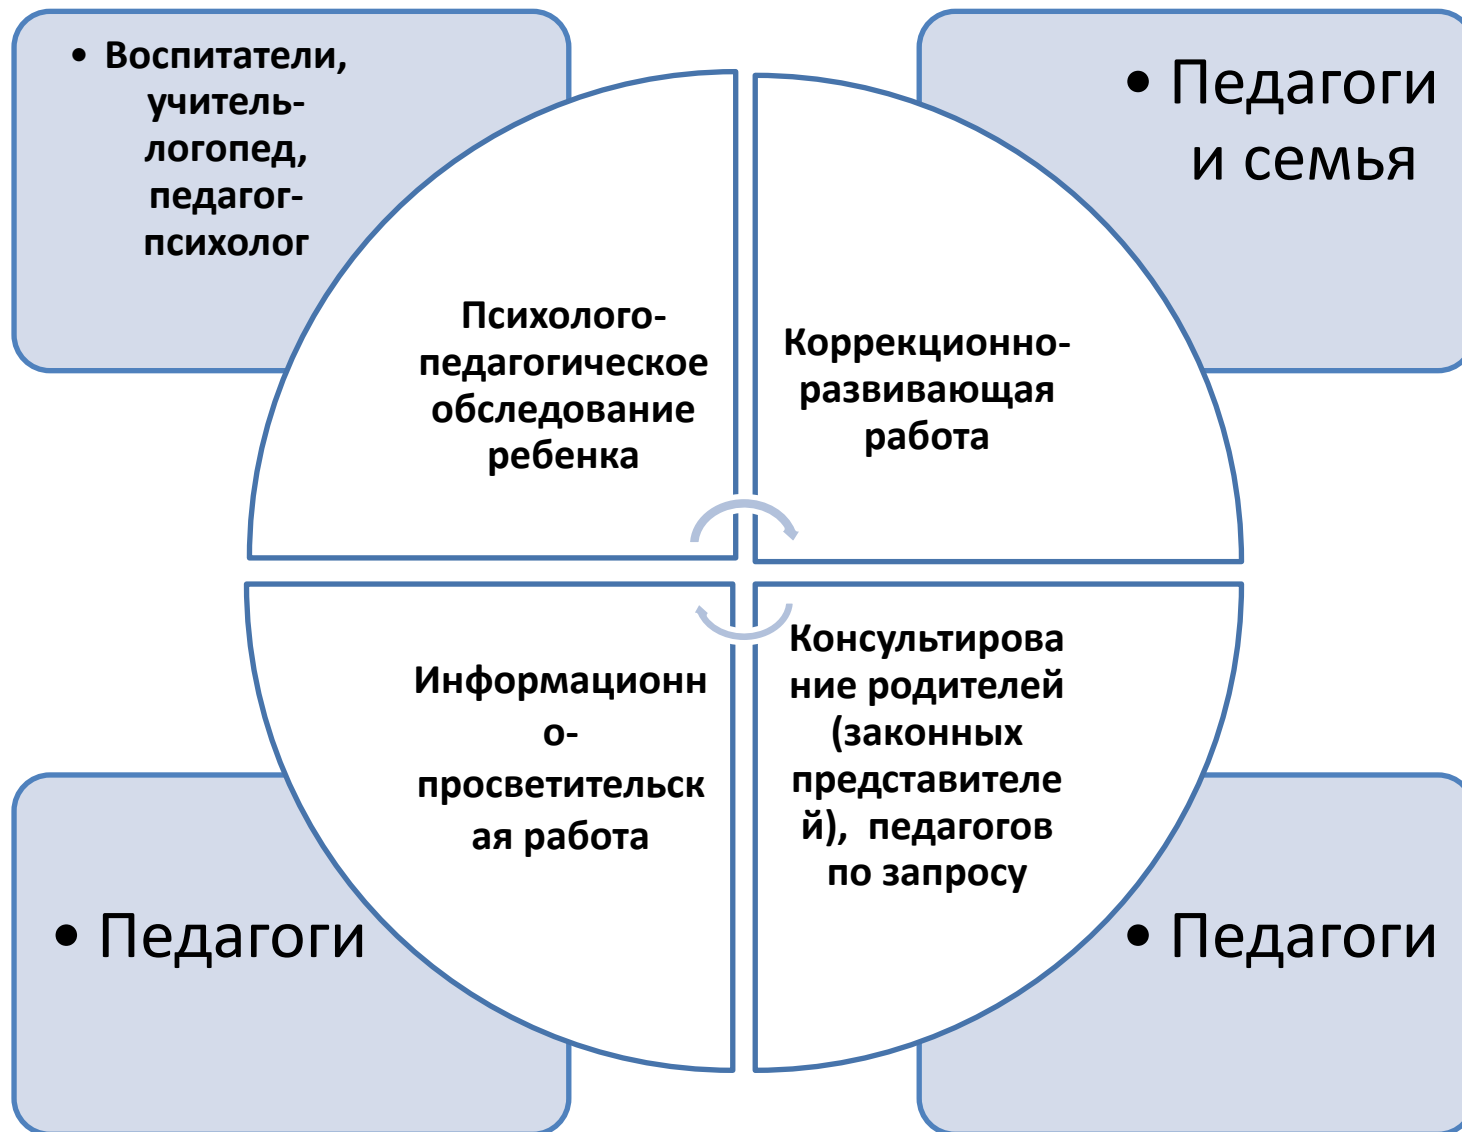 • Воспитатели,
учитель-
логопед,
педагог-
психолог
• Педагоги
и семья
Психолого-
педагогическое
обследование
ребенка
Коррекционно-
развивающая
работа
Информационн
о-
просветительск
ая работа
Консультирова
ние родителей
(законных
представителе
й),  педагогов
по запросу
• Педагоги
• Педагоги